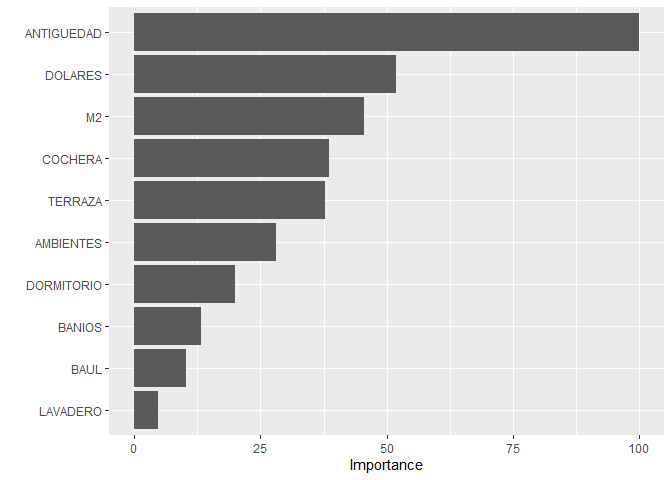 ANTIGUEDAD
DOLARES
M2
COCHERA
TERRAZA
AMBIENTES
DORMITORIO
BANIOS
BAUL
LAVADERO
0 25 50 75 100
Importance